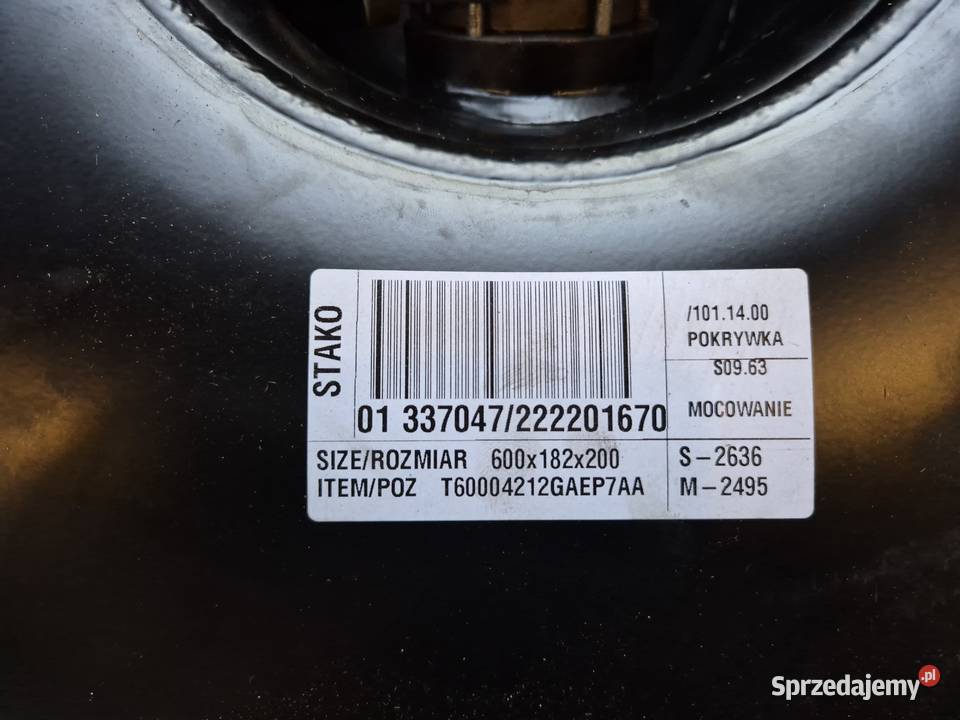 STAKO
01 337047/222201670
/101.14.00
POKRYWKA
S09.63
MOCOWANIE
SIZE/ROZMIAR 600x182x200
ITEM/POZ T60004212GAEP7AA
S-2636
M-2495
Sprzedajemy.pl